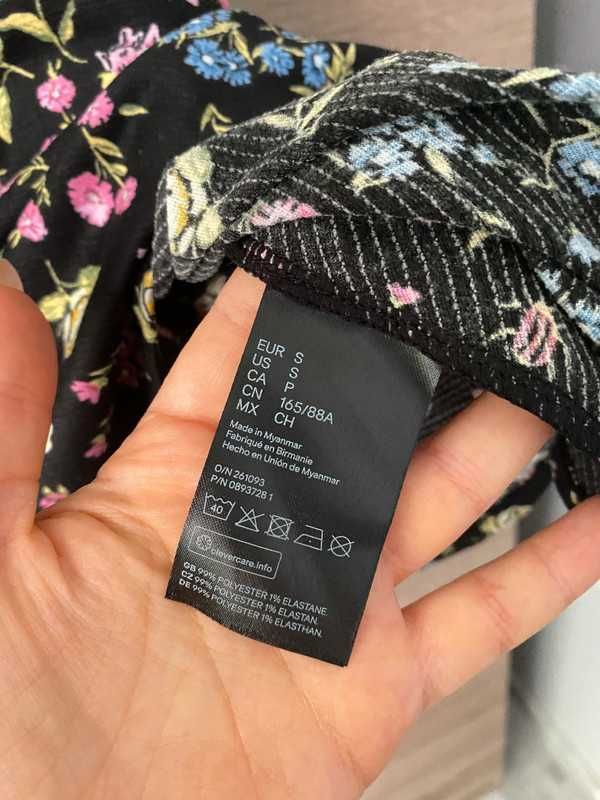 EUR S
US S
CA P
CN 165/88A
MX CH
Made in Myanmar
Fabriqué en Birmanie
Hecho en Unión de Myanmar
O/N 261093
P/N 0893728 1
40
clevercare.info
GB 99% POLYESTER 1% ELASTANE.
CZ 99% POLYESTER 1% ELASTAN.
DE 99% POLYESTER 1% ELASTHAN.